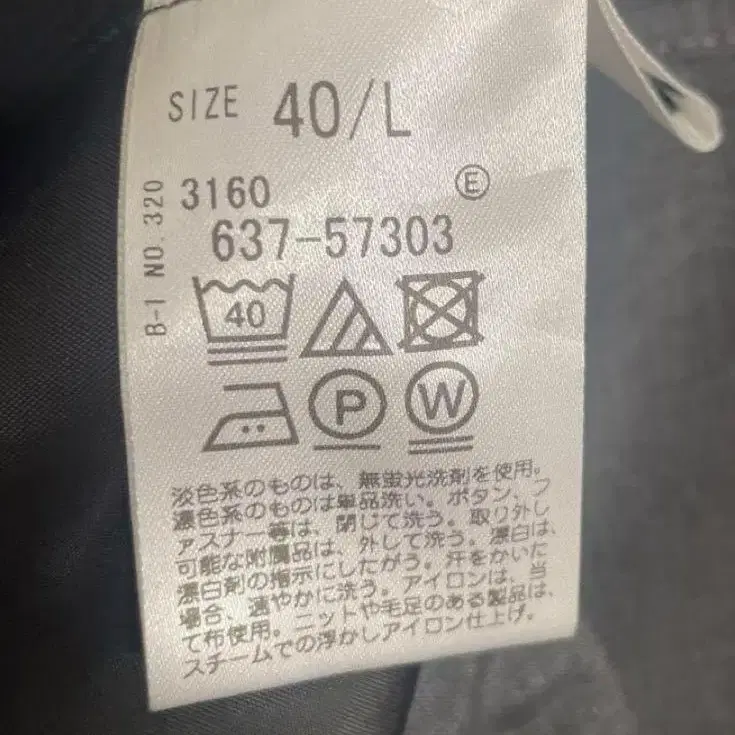 SIZE 40/L
B-1 NO. 320
3160 E
637-57303
40
P W
淡色系のものは、無蛍光洗剤を使用。
濃色系のものは単品洗い。ボタン、フ
ァスナー等は、閉じて洗う。取り外し
可能な附属品は、外して洗う。漂白は、
漂白剤の指示にしたがう。汗をかいた
場合、速やかに洗う。アイロンは、当
て布使用。ニットや毛足のある製品は、
スチームでの浮かしアイロン仕上げ。